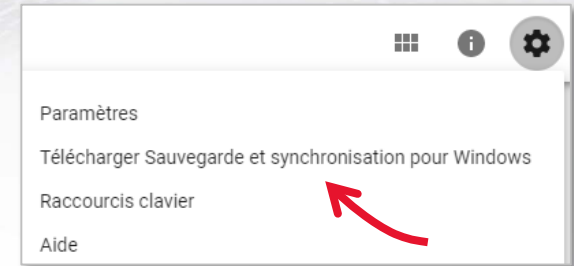 Paramètres
Télécharger Sauvegarde et synchronisation pour Windows
Raccourcis clavier
Aide